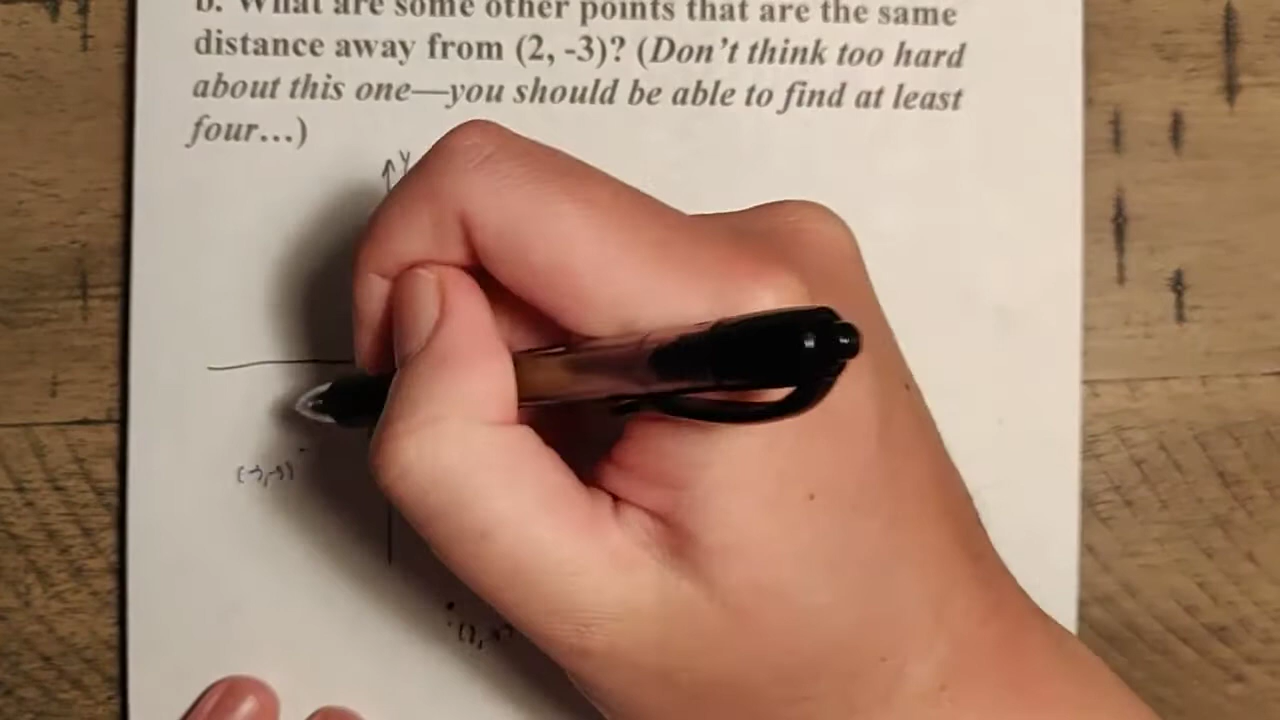 b. What are some other points that are the same
distance away from (2, -3)? (Don't think too hard
about this one—you should be able to find at least
four…)
Y